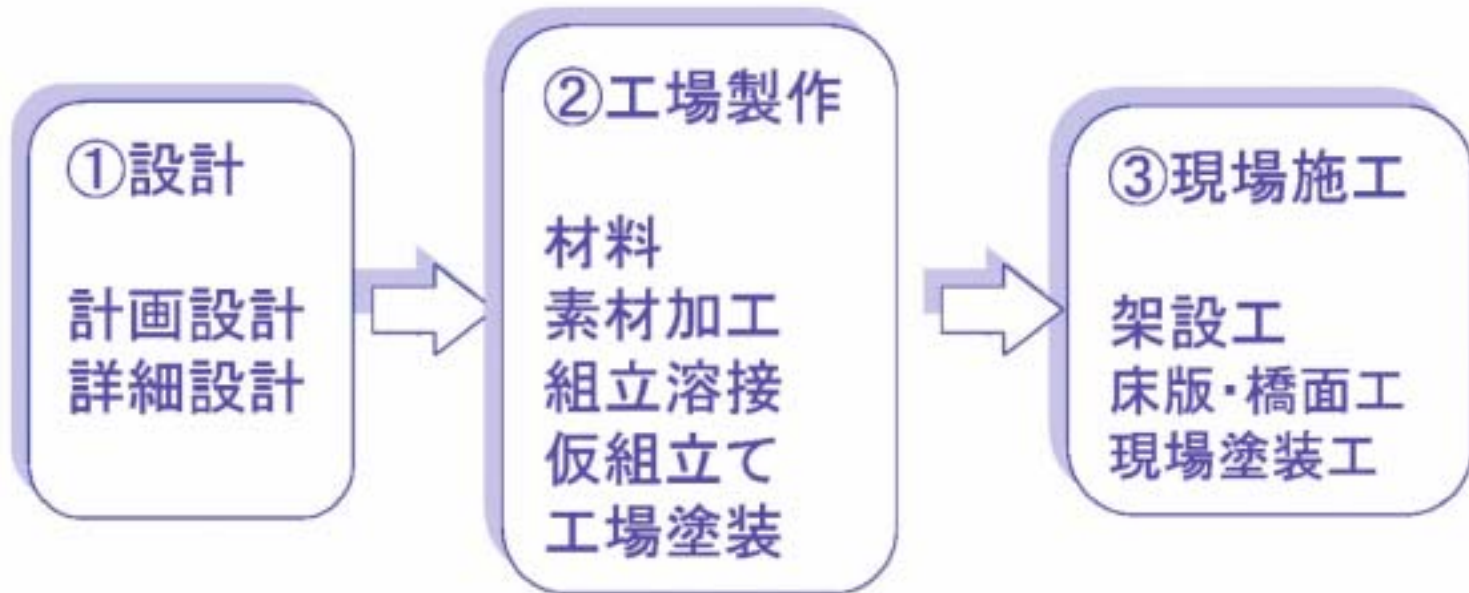 ①設計
計画設計
詳細設計
②工場製作
材料
素材加工
組立溶接
仮組立て
工場塗装
③現場施工
架設工
床版・橋面工
現場塗装工